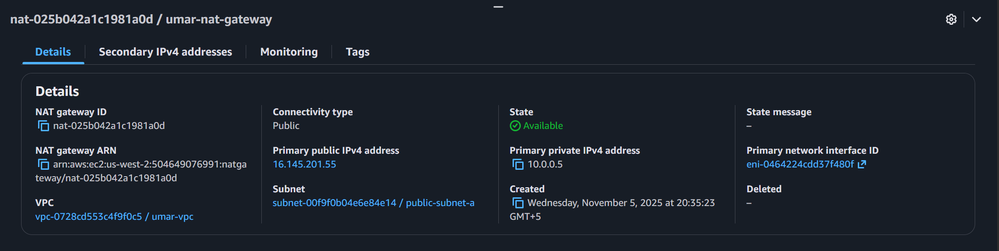 nat-025b042a1c1981a0d / umar-nat-gateway
Details
Secondary IPv4 addresses
Monitoring
Tags
Details
NAT gateway ID
nat-025b042a1c1981a0d
NAT gateway ARN
arn:aws:ec2:us-west-2:504649076991:natga
teway/nat-025b042a1c1981a0d
VPC
vpc-0728cd553c4f9f0c5 / umar-vpc
Connectivity type
Public
Primary public IPv4 address
16.145.201.55
Subnet
subnet-00f9f0b04e6e84e14 / public-subnet-a
State
Available
Primary private IPv4 address
10.0.0.5
Created
Wednesday, November 5, 2025 at 20:35:23
GMT+5
State message
–
Primary network interface ID
eni-0464224cdd37f480f
Deleted
–